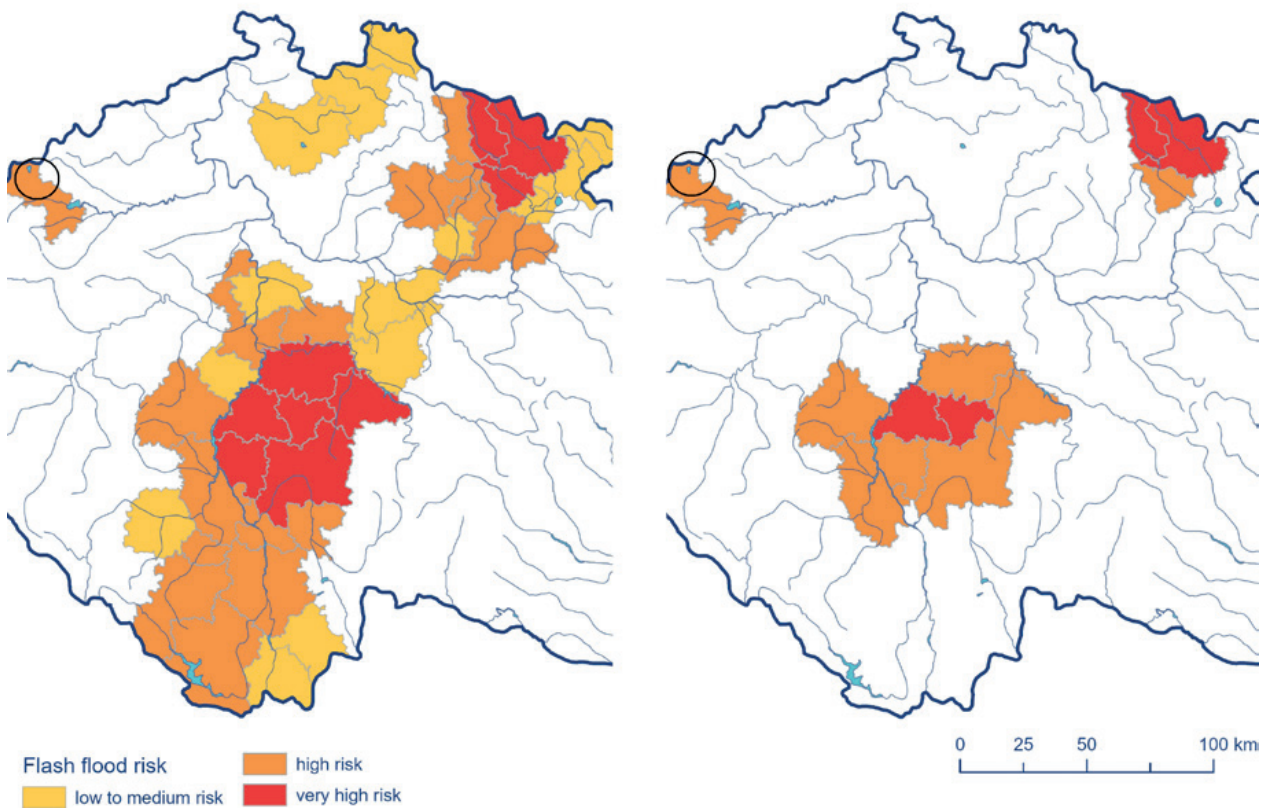 Flash flood risk
low to medium risk
high risk
very high risk
0 25 50 100 km